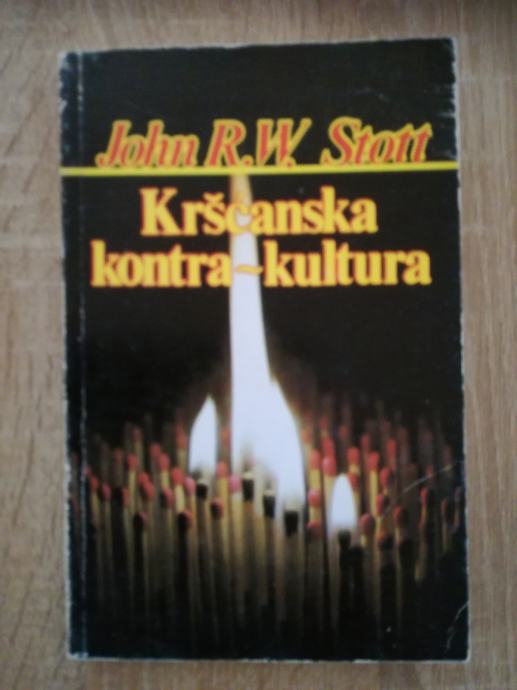 John R.W. Stott
Kršćanska
kontra-kultura